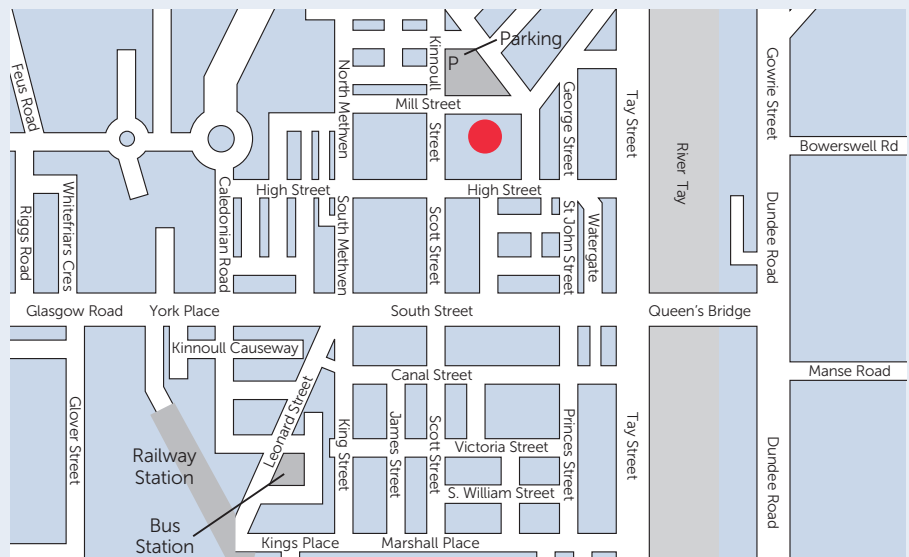 Parking
P
Kinnoull
Street
Feus Road
North Methven
Mill Street
George Street
Tay Street
Gowrie Street
River Tay
Bowerswell Rd
High Street
High Street
Whitefriars Cres
Riggs Road
Caledonian Road
South Methven
Scott Street
St John Street
Watergate
Dundee Road
Glasgow Road
York Place
South Street
Queen's Bridge
Kinnoull Causeway
Canal Street
Manse Road
Glover Street
Leonard Street
King Street
James Street
Scott Street
Princes Street
Tay Street
Dundee Road
Victoria Street
Railway
Station
S. William Street
Bus
Station
Kings Place
Marshall Place